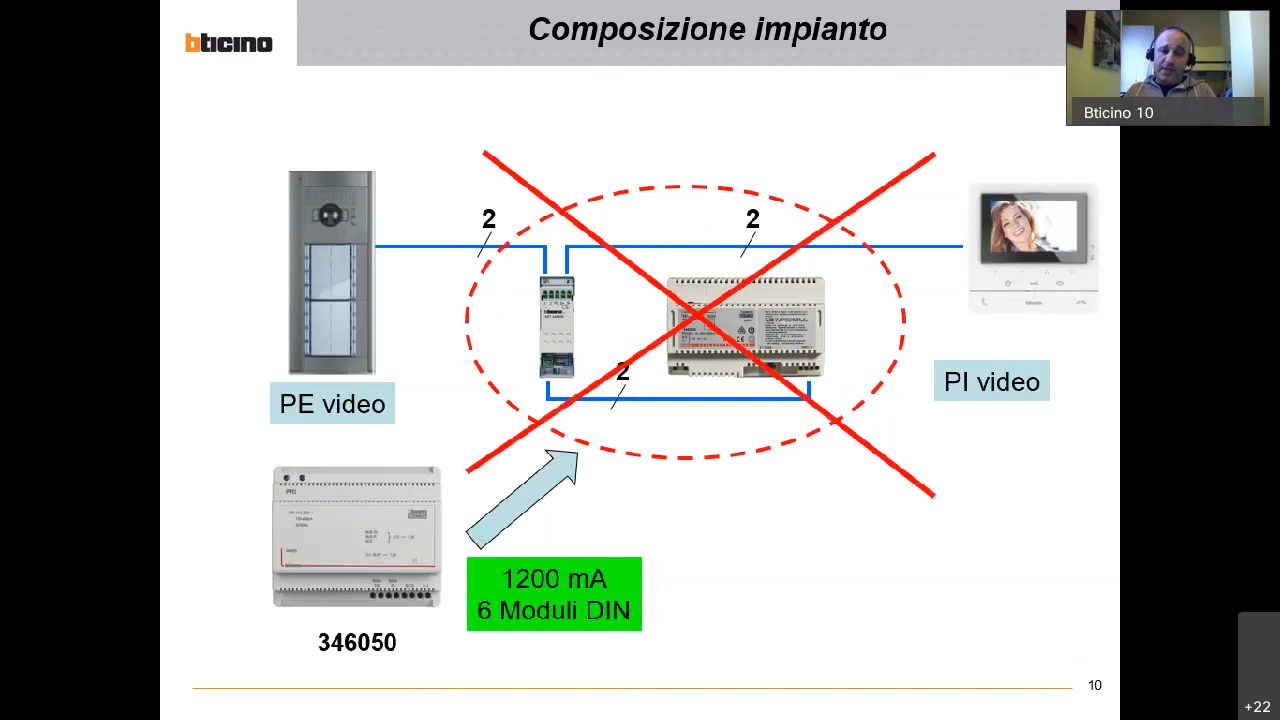 bticino
Composizione impianto
Bticino 10
2
2
2
PE video
PI video
PRI
1200 mA
6 Moduli DIN
346050
10
+22